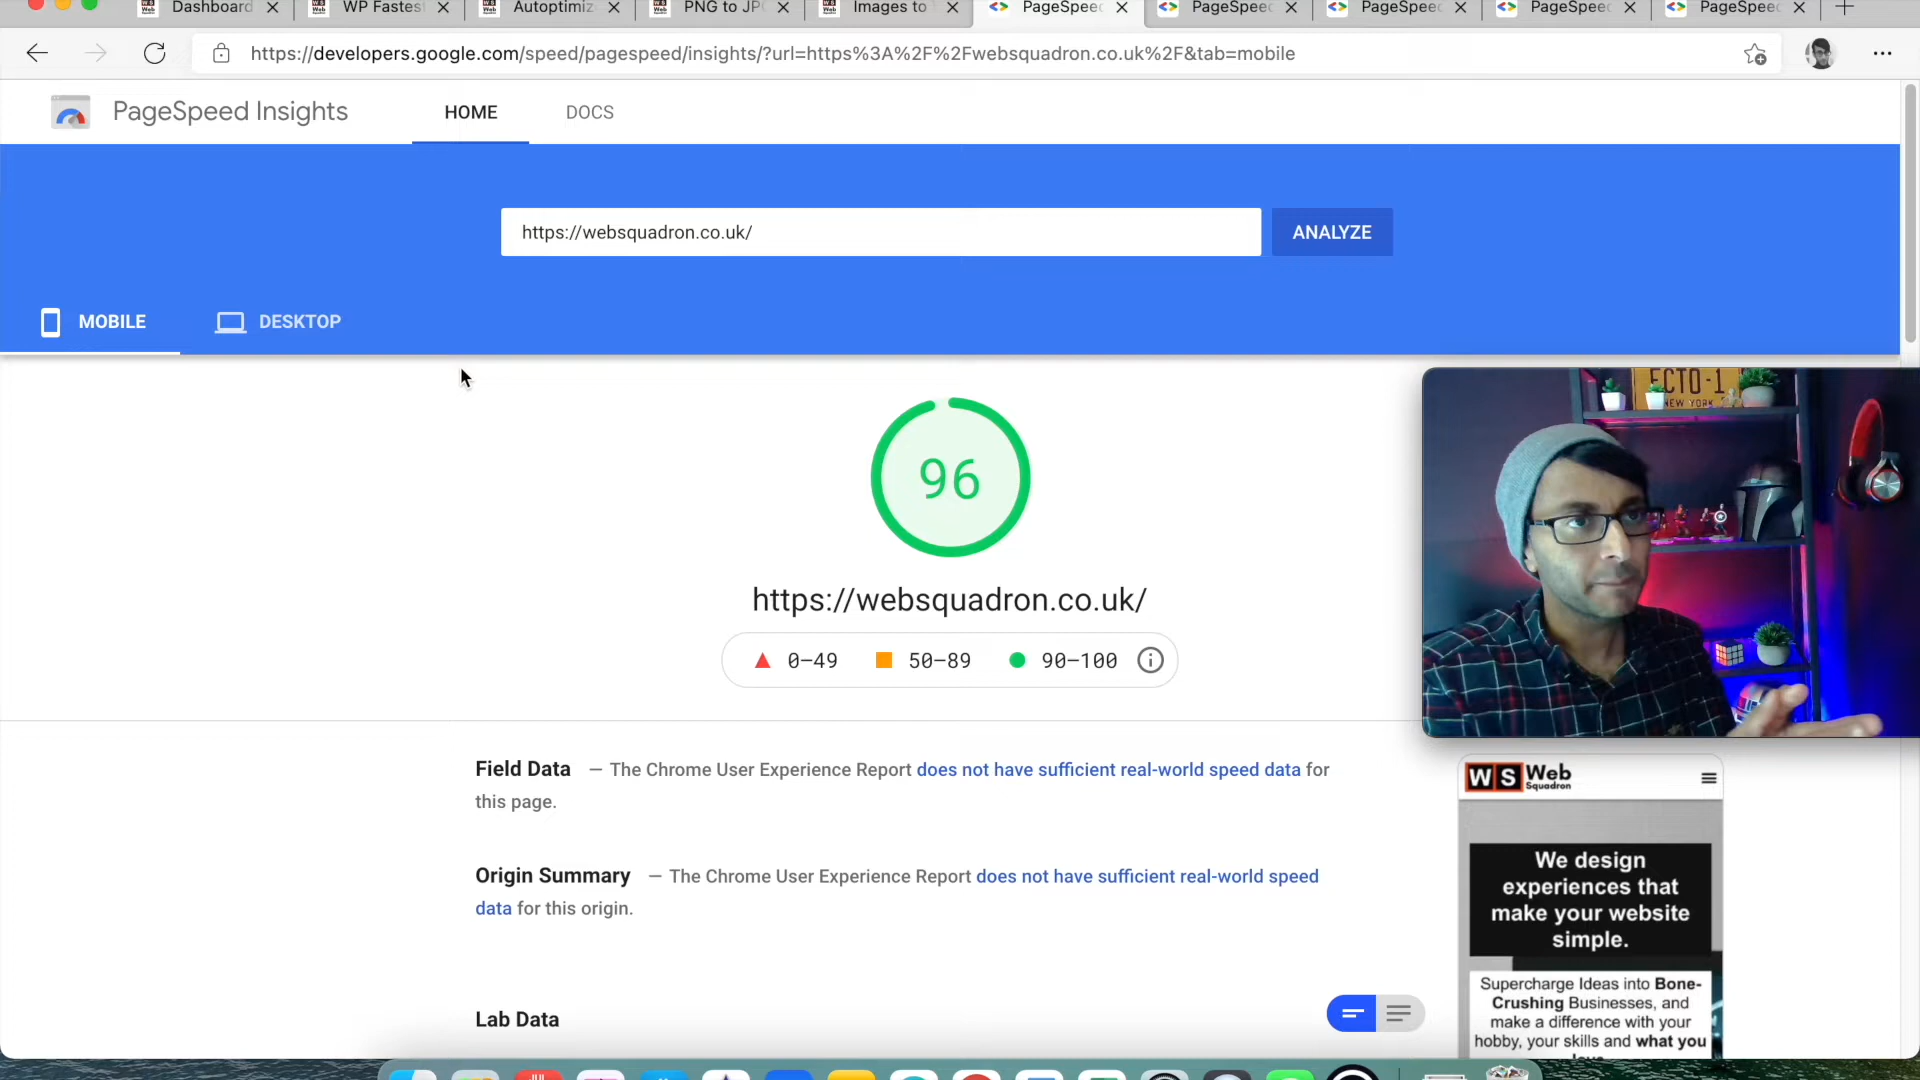 Dashboard
WP Fastes
Autoptimiz
PNG to JP
Images to
PageSpee
PageSpee
PageSpee
PageSpee
PageSpee
https://developers.google.com/speed/pagespeed/insights/?url=https%3A%2F%2Fwebsquadron.co.uk%2F&tab=mobile
PageSpeed Insights
HOME
DOCS
https://websquadron.co.uk/
ANALYZE
MOBILE
DESKTOP
96
https://websquadron.co.uk/
0–49
50–89
90–100
ECTO-1
NEW YORK
Field Data — The Chrome User Experience Report does not have sufficient real-world speed data for
this page.
Origin Summary — The Chrome User Experience Report does not have sufficient real-world speed
data for this origin.
Lab Data
WS Web
Squadron
We design
experiences that
make your website
simple.
Supercharge Ideas into Bone-
Crushing Businesses, and
make a difference with your
hobby, your skills and what you